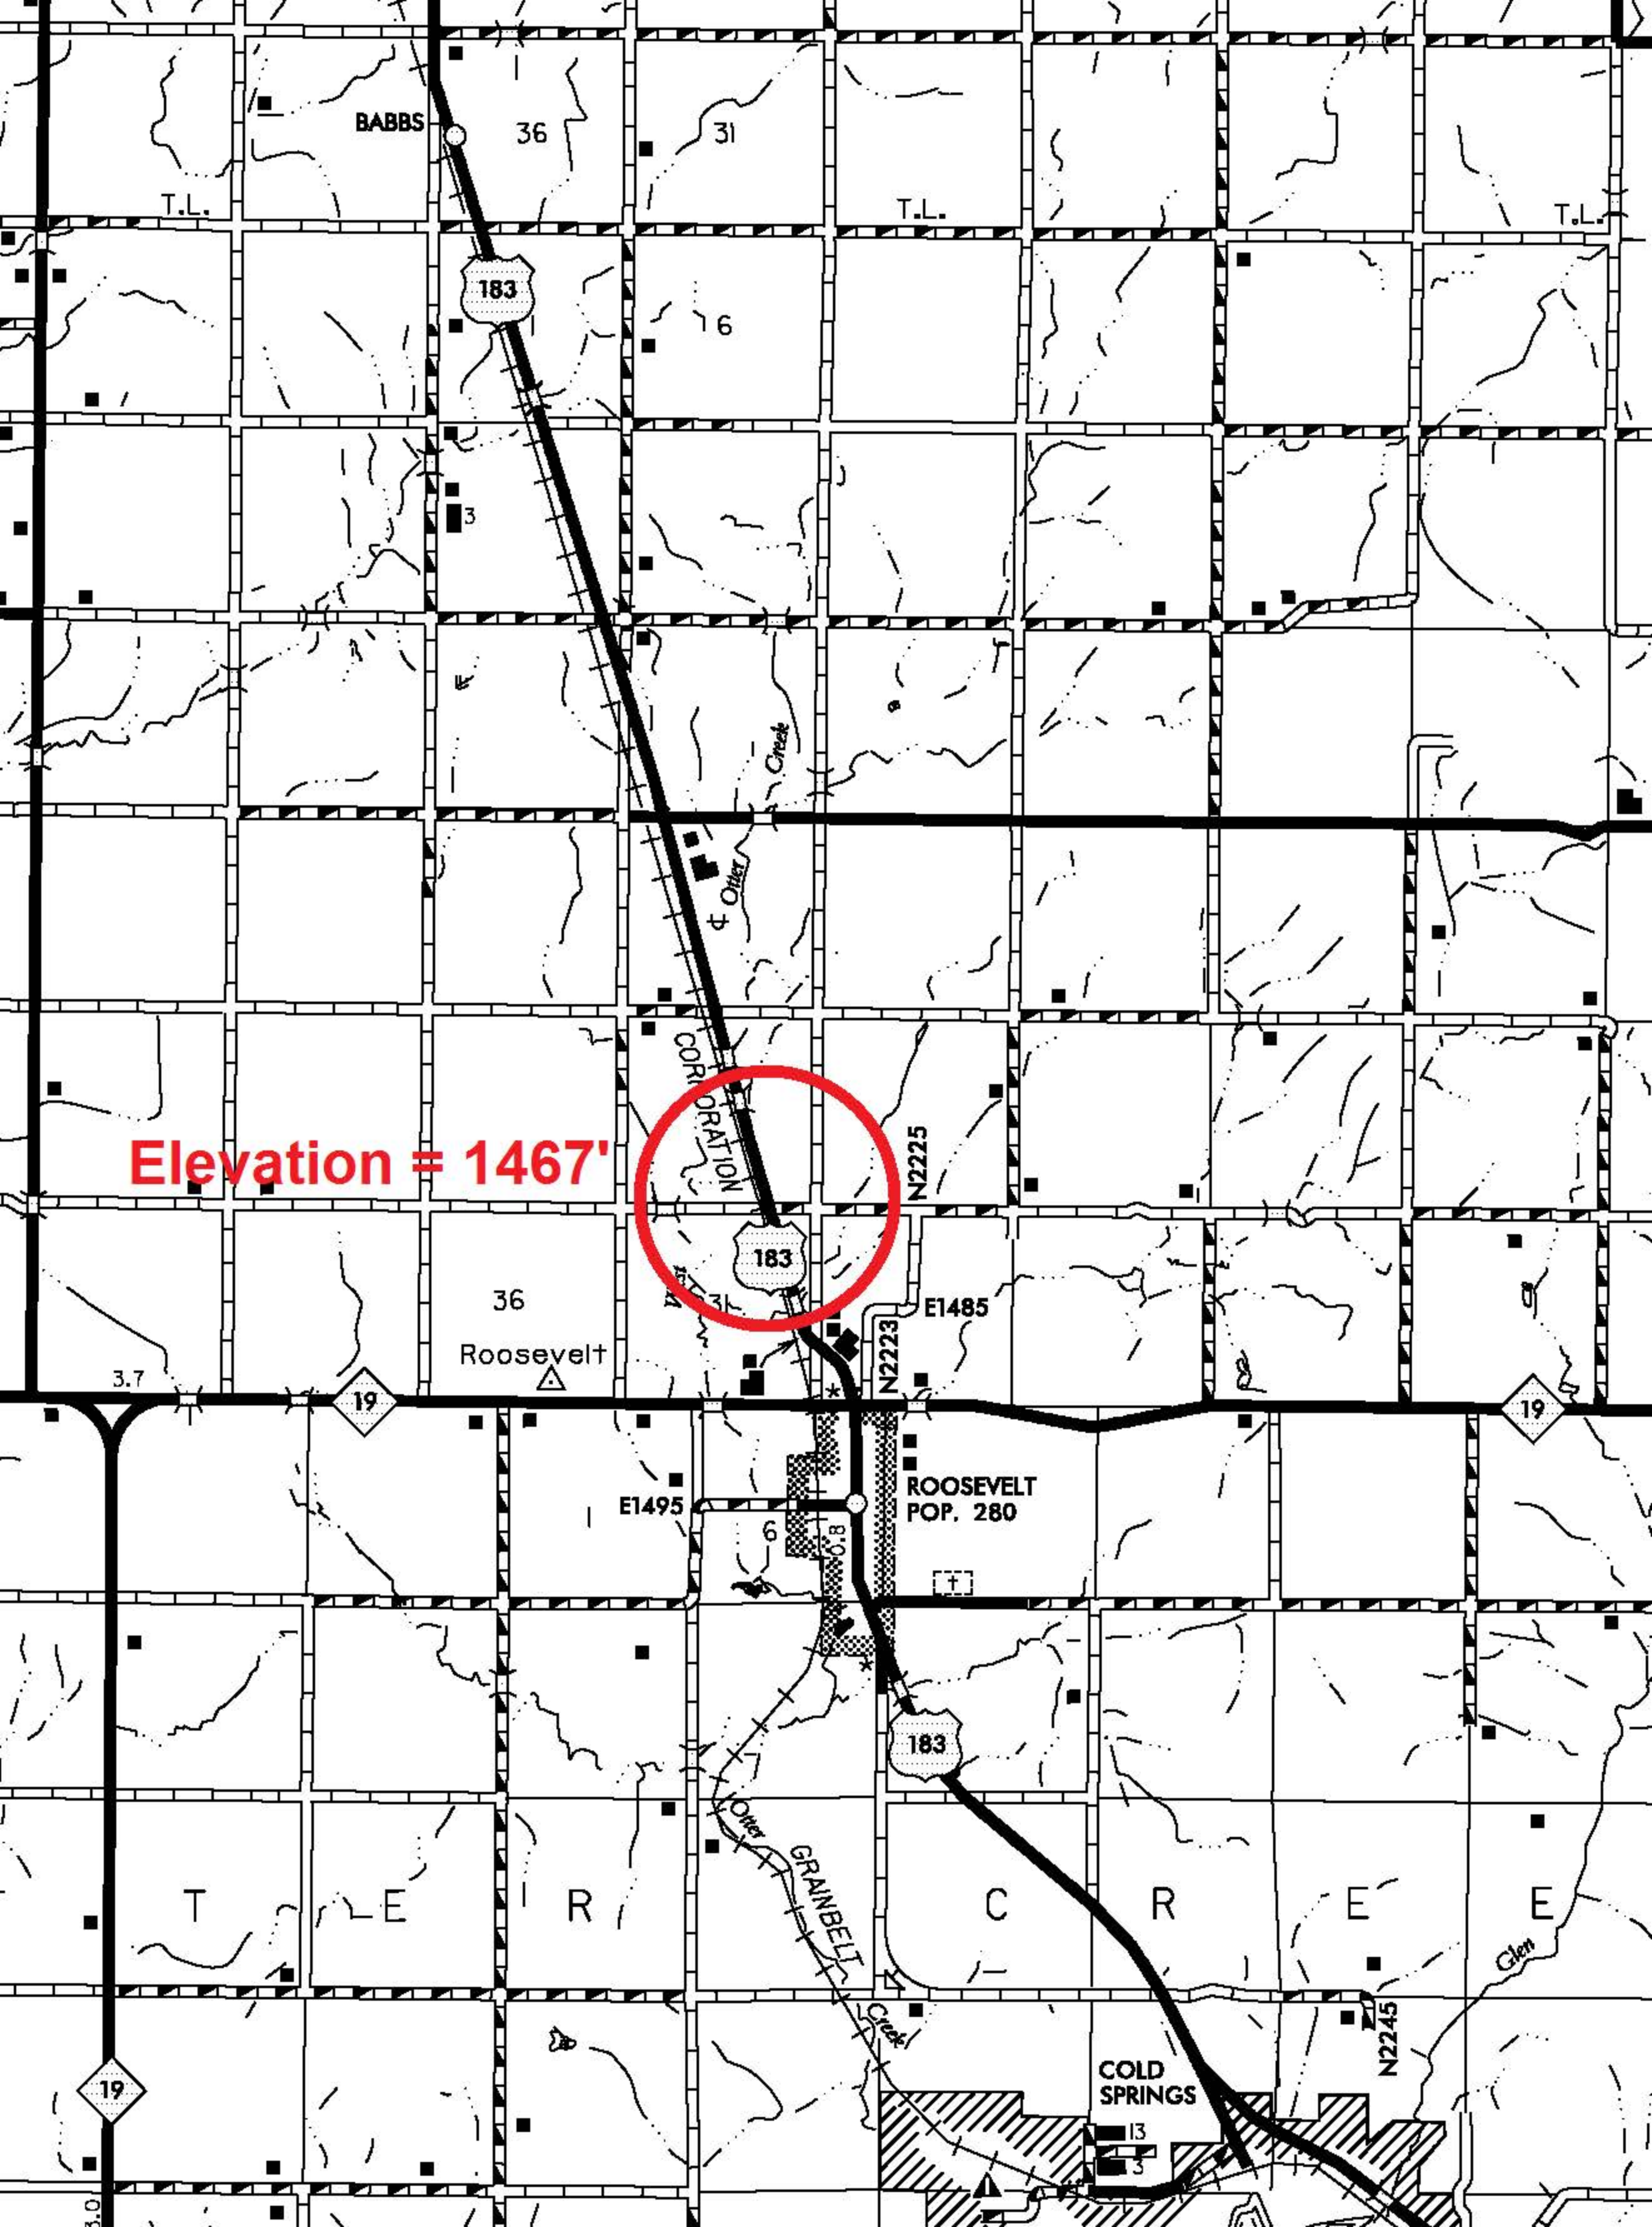 BABBS
36
31
T.L.
T.L.
T.L.
183
6
3
Creek
Otter
CORPORATION
Elevation = 1467'
N2225
183
36
31
E1485
N2223
Roosevelt
3.7
19
19
ROOSEVELT
POP. 280
E1495
6
0.8
183
Otter
GRAINBELT
T E R C R E E
Glen
Creek
N2245
19
COLD
SPRINGS
13
3
3.0